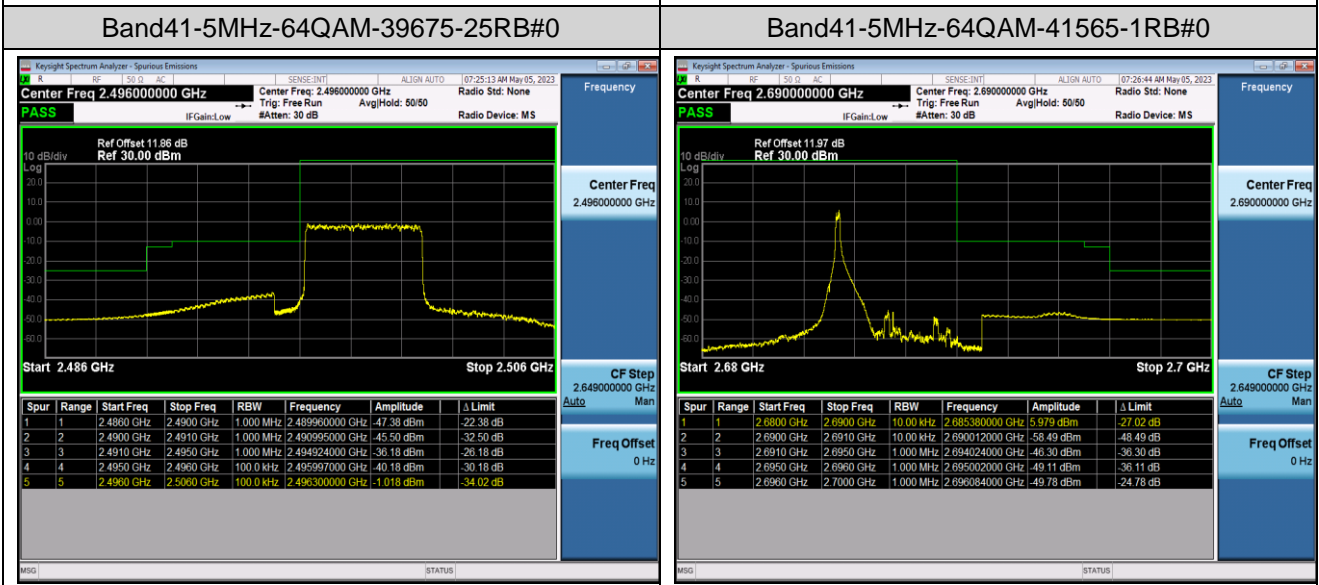 Band41-5MHz-64QAM-39675-25RB#0
Keysight Spectrum Analyzer - Spurious Emissions
R RF 50 Ω AC SENSE:INT ALIGN AUTO 07:25:13 AM May 05, 2023
Center Freq 2.496000000 GHz Center Freq: 2.496000000 GHz Radio Std: None
Trig: Free Run Avg|Hold: 50/50
PASS IFGain:Low #Atten: 30 dB Radio Device: MS
Ref Offset 11.86 dB
10 dB/div Ref 30.00 dBm
Log
20.0
10.0
0.00
-10.0
-20.0
-30.0
-40.0
-50.0
-60.0
Start 2.486 GHz Stop 2.506 GHz
Spur Range Start Freq Stop Freq RBW Frequency Amplitude Δ Limit
1 1 2.4860 GHz 2.4900 GHz 1.000 MHz 2.489960000 GHz -47.38 dBm -22.38 dB
2 2 2.4900 GHz 2.4910 GHz 1.000 MHz 2.490995000 GHz -45.50 dBm -32.50 dB
3 3 2.4910 GHz 2.4950 GHz 1.000 MHz 2.494924000 GHz -36.18 dBm -26.18 dB
4 4 2.4950 GHz 2.4960 GHz 100.0 kHz 2.495997000 GHz -40.18 dBm -30.18 dB
5 5 2.4960 GHz 2.5060 GHz 100.0 kHz 2.496300000 GHz -1.018 dBm -34.02 dB
MSG STATUS
Frequency
Center Freq
2.496000000 GHz
CF Step
2.649000000 GHz
Auto Man
Freq Offset
0 Hz
Band41-5MHz-64QAM-41565-1RB#0
Keysight Spectrum Analyzer - Spurious Emissions
R RF 50 Ω AC SENSE:INT ALIGN AUTO 07:26:44 AM May 05, 2023
Center Freq 2.690000000 GHz Center Freq: 2.690000000 GHz Radio Std: None
Trig: Free Run Avg|Hold: 50/50
PASS IFGain:Low #Atten: 30 dB Radio Device: MS
Ref Offset 11.97 dB
10 dB/div Ref 30.00 dBm
Log
20.0
10.0
0.00
-10.0
-20.0
-30.0
-40.0
-50.0
-60.0
Start 2.68 GHz Stop 2.7 GHz
Spur Range Start Freq Stop Freq RBW Frequency Amplitude Δ Limit
1 1 2.6800 GHz 2.6900 GHz 10.00 kHz 2.685380000 GHz 5.979 dBm -27.02 dB
2 2 2.6900 GHz 2.6910 GHz 10.00 kHz 2.690012000 GHz -58.49 dBm -48.49 dB
3 3 2.6910 GHz 2.6950 GHz 1.000 MHz 2.694024000 GHz -46.30 dBm -36.30 dB
4 4 2.6950 GHz 2.6960 GHz 1.000 MHz 2.695002000 GHz -49.11 dBm -36.11 dB
5 5 2.6960 GHz 2.7000 GHz 1.000 MHz 2.696084000 GHz -49.78 dBm -24.78 dB
MSG STATUS
Frequency
Center Freq
2.690000000 GHz
CF Step
2.649000000 GHz
Auto Man
Freq Offset
0 Hz